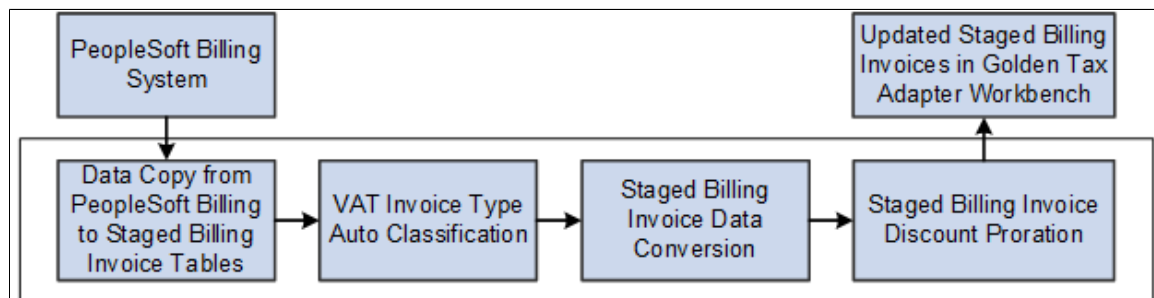 PeopleSoft Billing
System
Updated Staged Billing
Invoices in Golden Tax
Adapter Workbench
Data Copy from
PeopleSoft Billing
to Staged Billing
Invoice Tables
VAT Invoice Type
Auto Classification
Staged Billing
Invoice Data
Conversion
Staged Billing Invoice
Discount Proration